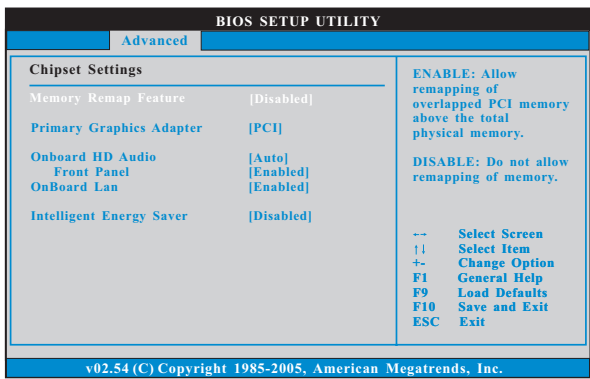 BIOS SETUP UTILITY
Advanced
Chipset Settings
Memory Remap Feature [Disabled]
Primary Graphics Adapter [PCI]
Onboard HD Audio [Auto]
Front Panel [Enabled]
OnBoard Lan [Enabled]
Intelligent Energy Saver [Disabled]
ENABLE: Allow
remapping of
overlapped PCI memory
above the total
physical memory.
DISABLE: Do not allow
remapping of memory.
←→ Select Screen
↑↓ Select Item
+- Change Option
F1 General Help
F9 Load Defaults
F10 Save and Exit
ESC Exit
v02.54 (C) Copyright 1985-2005, American Megatrends, Inc.